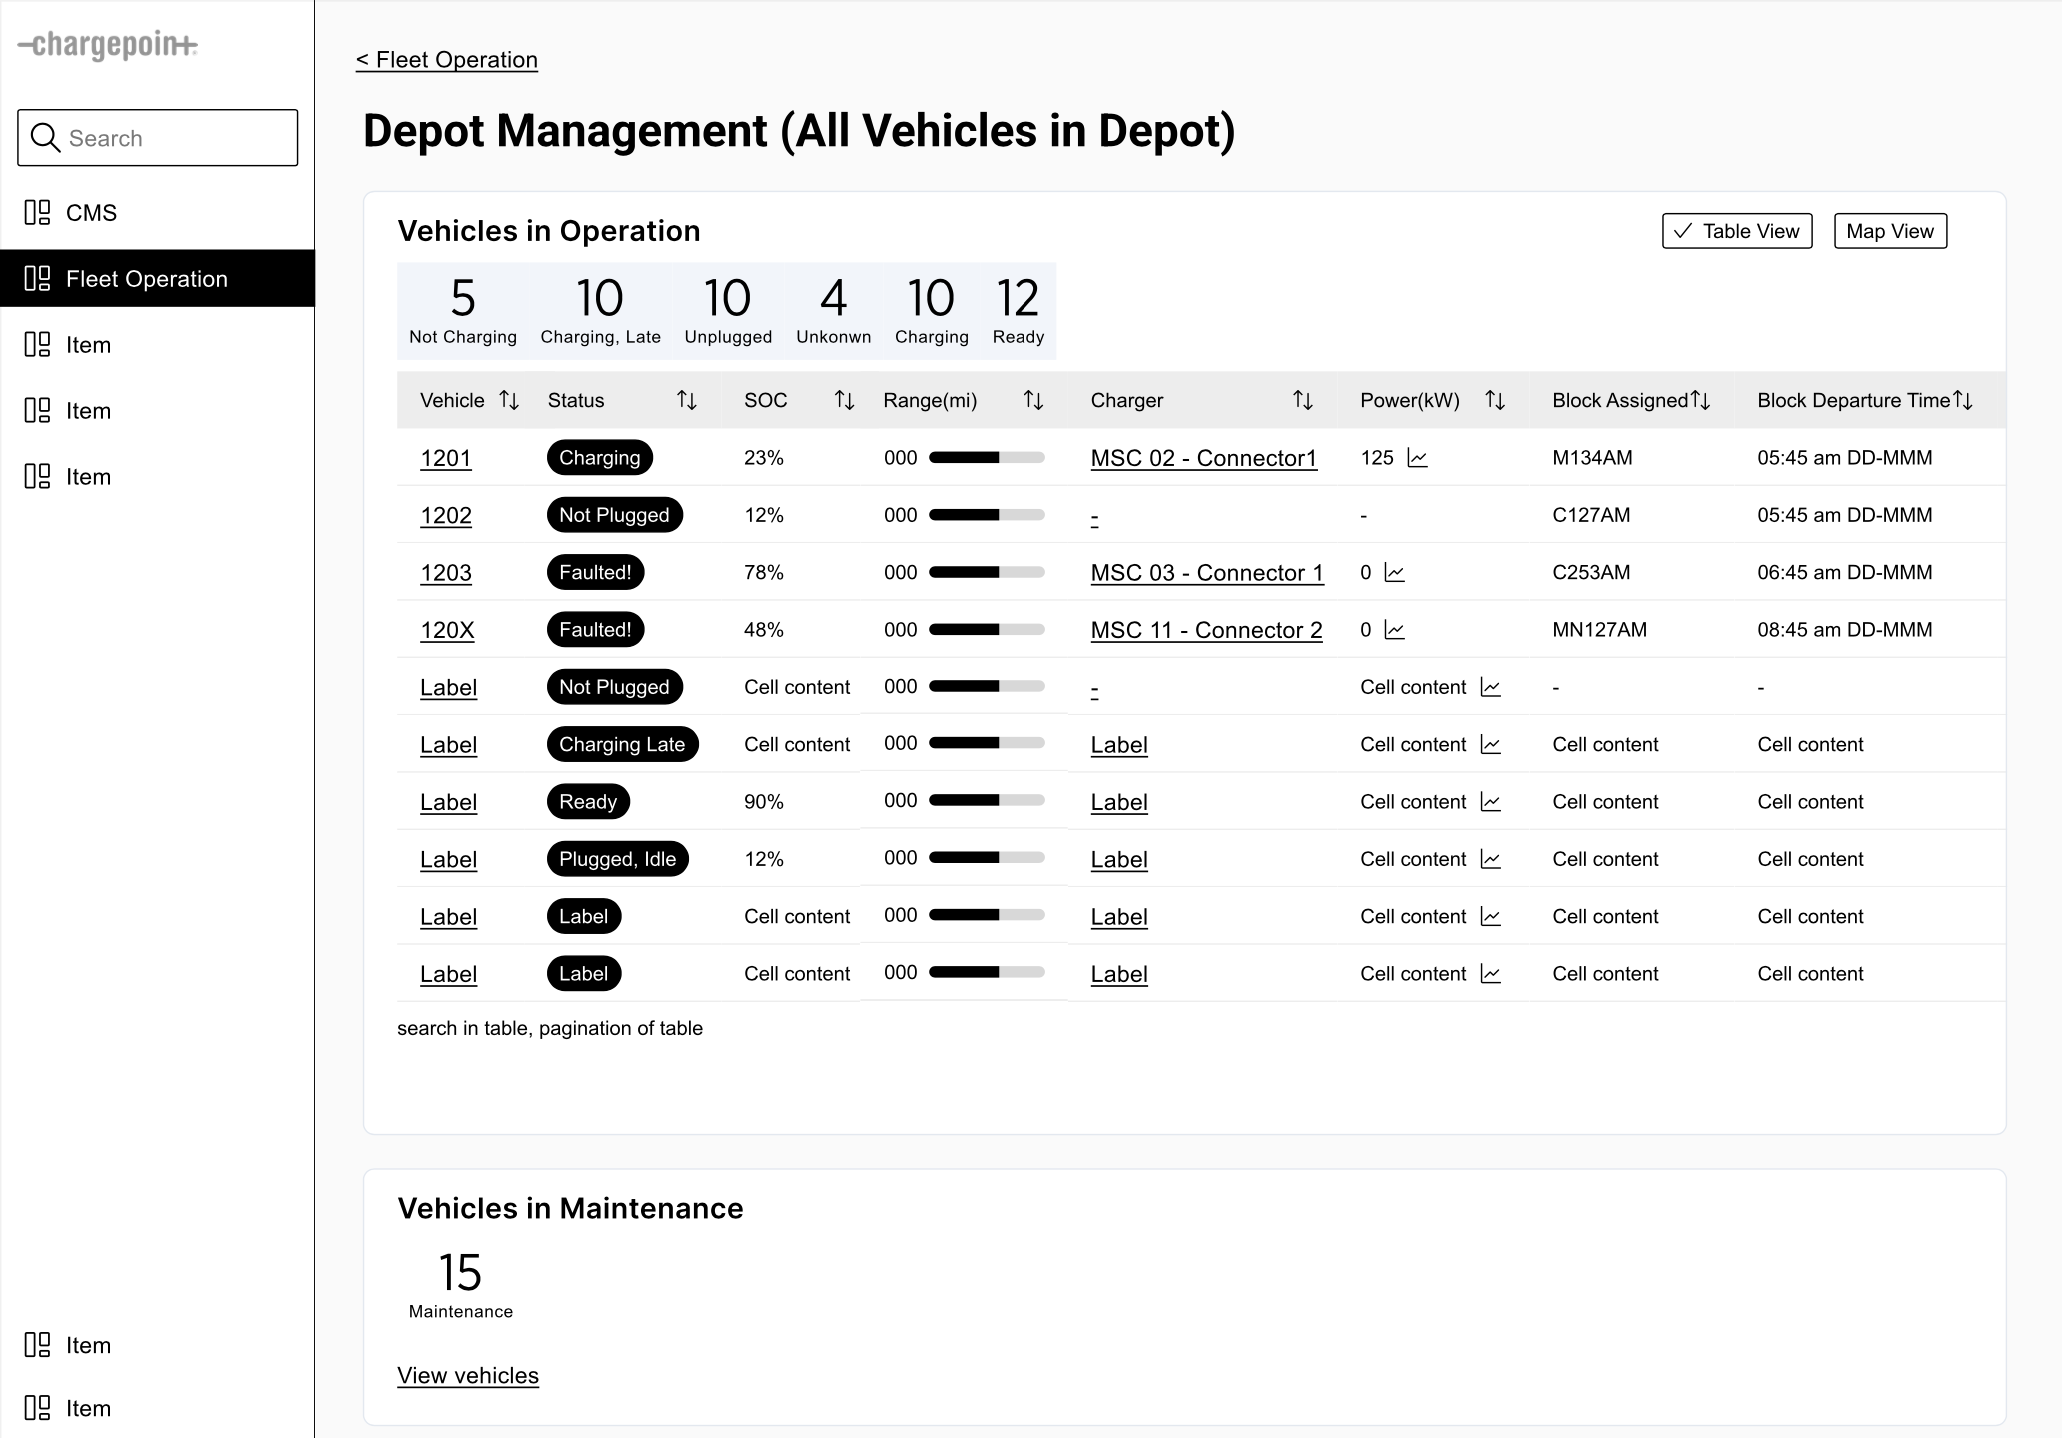 chargepoin+
Search
CMS
Fleet Operation
Item
Item
Item
Item
Item
< Fleet Operation
Depot Management (All Vehicles in Depot)
Vehicles in Operation
Table View Map View
5 10 10 4 10 12
Not Charging Charging, Late Unplugged Unkonwn Charging Ready
Vehicle Status SOC Range(mi) Charger Power(kW) Block Assigned Block Departure Time
1201 Charging 23% 000 MSC 02 - Connector1 125 M134AM 05:45 am DD-MMM
1202 Not Plugged 12% 000 - - C127AM 05:45 am DD-MMM
1203 Faulted! 78% 000 MSC 03 - Connector 1 0 C253AM 06:45 am DD-MMM
120X Faulted! 48% 000 MSC 11 - Connector 2 0 MN127AM 08:45 am DD-MMM
Label Not Plugged Cell content 000 - Cell content - -
Label Charging Late Cell content 000 Label Cell content Cell content Cell content
Label Ready 90% 000 Label Cell content Cell content Cell content
Label Plugged, Idle 12% 000 Label Cell content Cell content Cell content
Label Label Cell content 000 Label Cell content Cell content Cell content
Label Label Cell content 000 Label Cell content Cell content Cell content
search in table, pagination of table
Vehicles in Maintenance
15
Maintenance
View vehicles